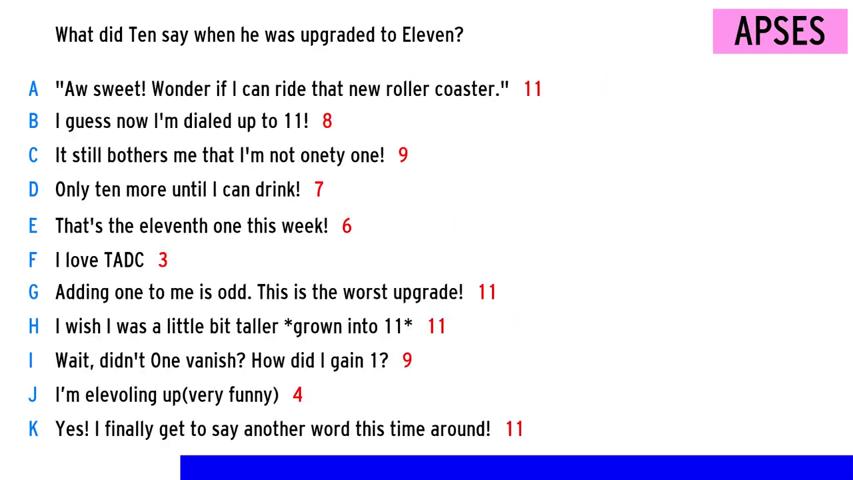 What did Ten say when he was upgraded to Eleven?
APSES
A "Aw sweet! Wonder if I can ride that new roller coaster." 11
B I guess now I'm dialed up to 11! 8
C It still bothers me that I'm not onety one! 9
D Only ten more until I can drink! 7
E That's the eleventh one this week! 6
F I love TADC 3
G Adding one to me is odd. This is the worst upgrade! 11
H I wish I was a little bit taller *grown into 11* 11
I Wait, didn't One vanish? How did I gain 1? 9
J I’m elevoling up(very funny) 4
K Yes! I finally get to say another word this time around! 11